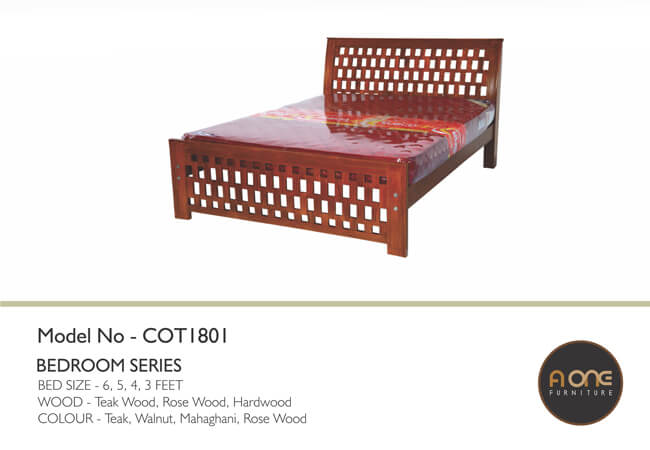 Model No - COT1801
BEDROOM SERIES
BED SIZE - 6, 5, 4, 3 FEET
WOOD - Teak Wood, Rose Wood, Hardwood
COLOUR - Teak, Walnut, Mahaghani, Rose Wood
A ONE
FURNITURE